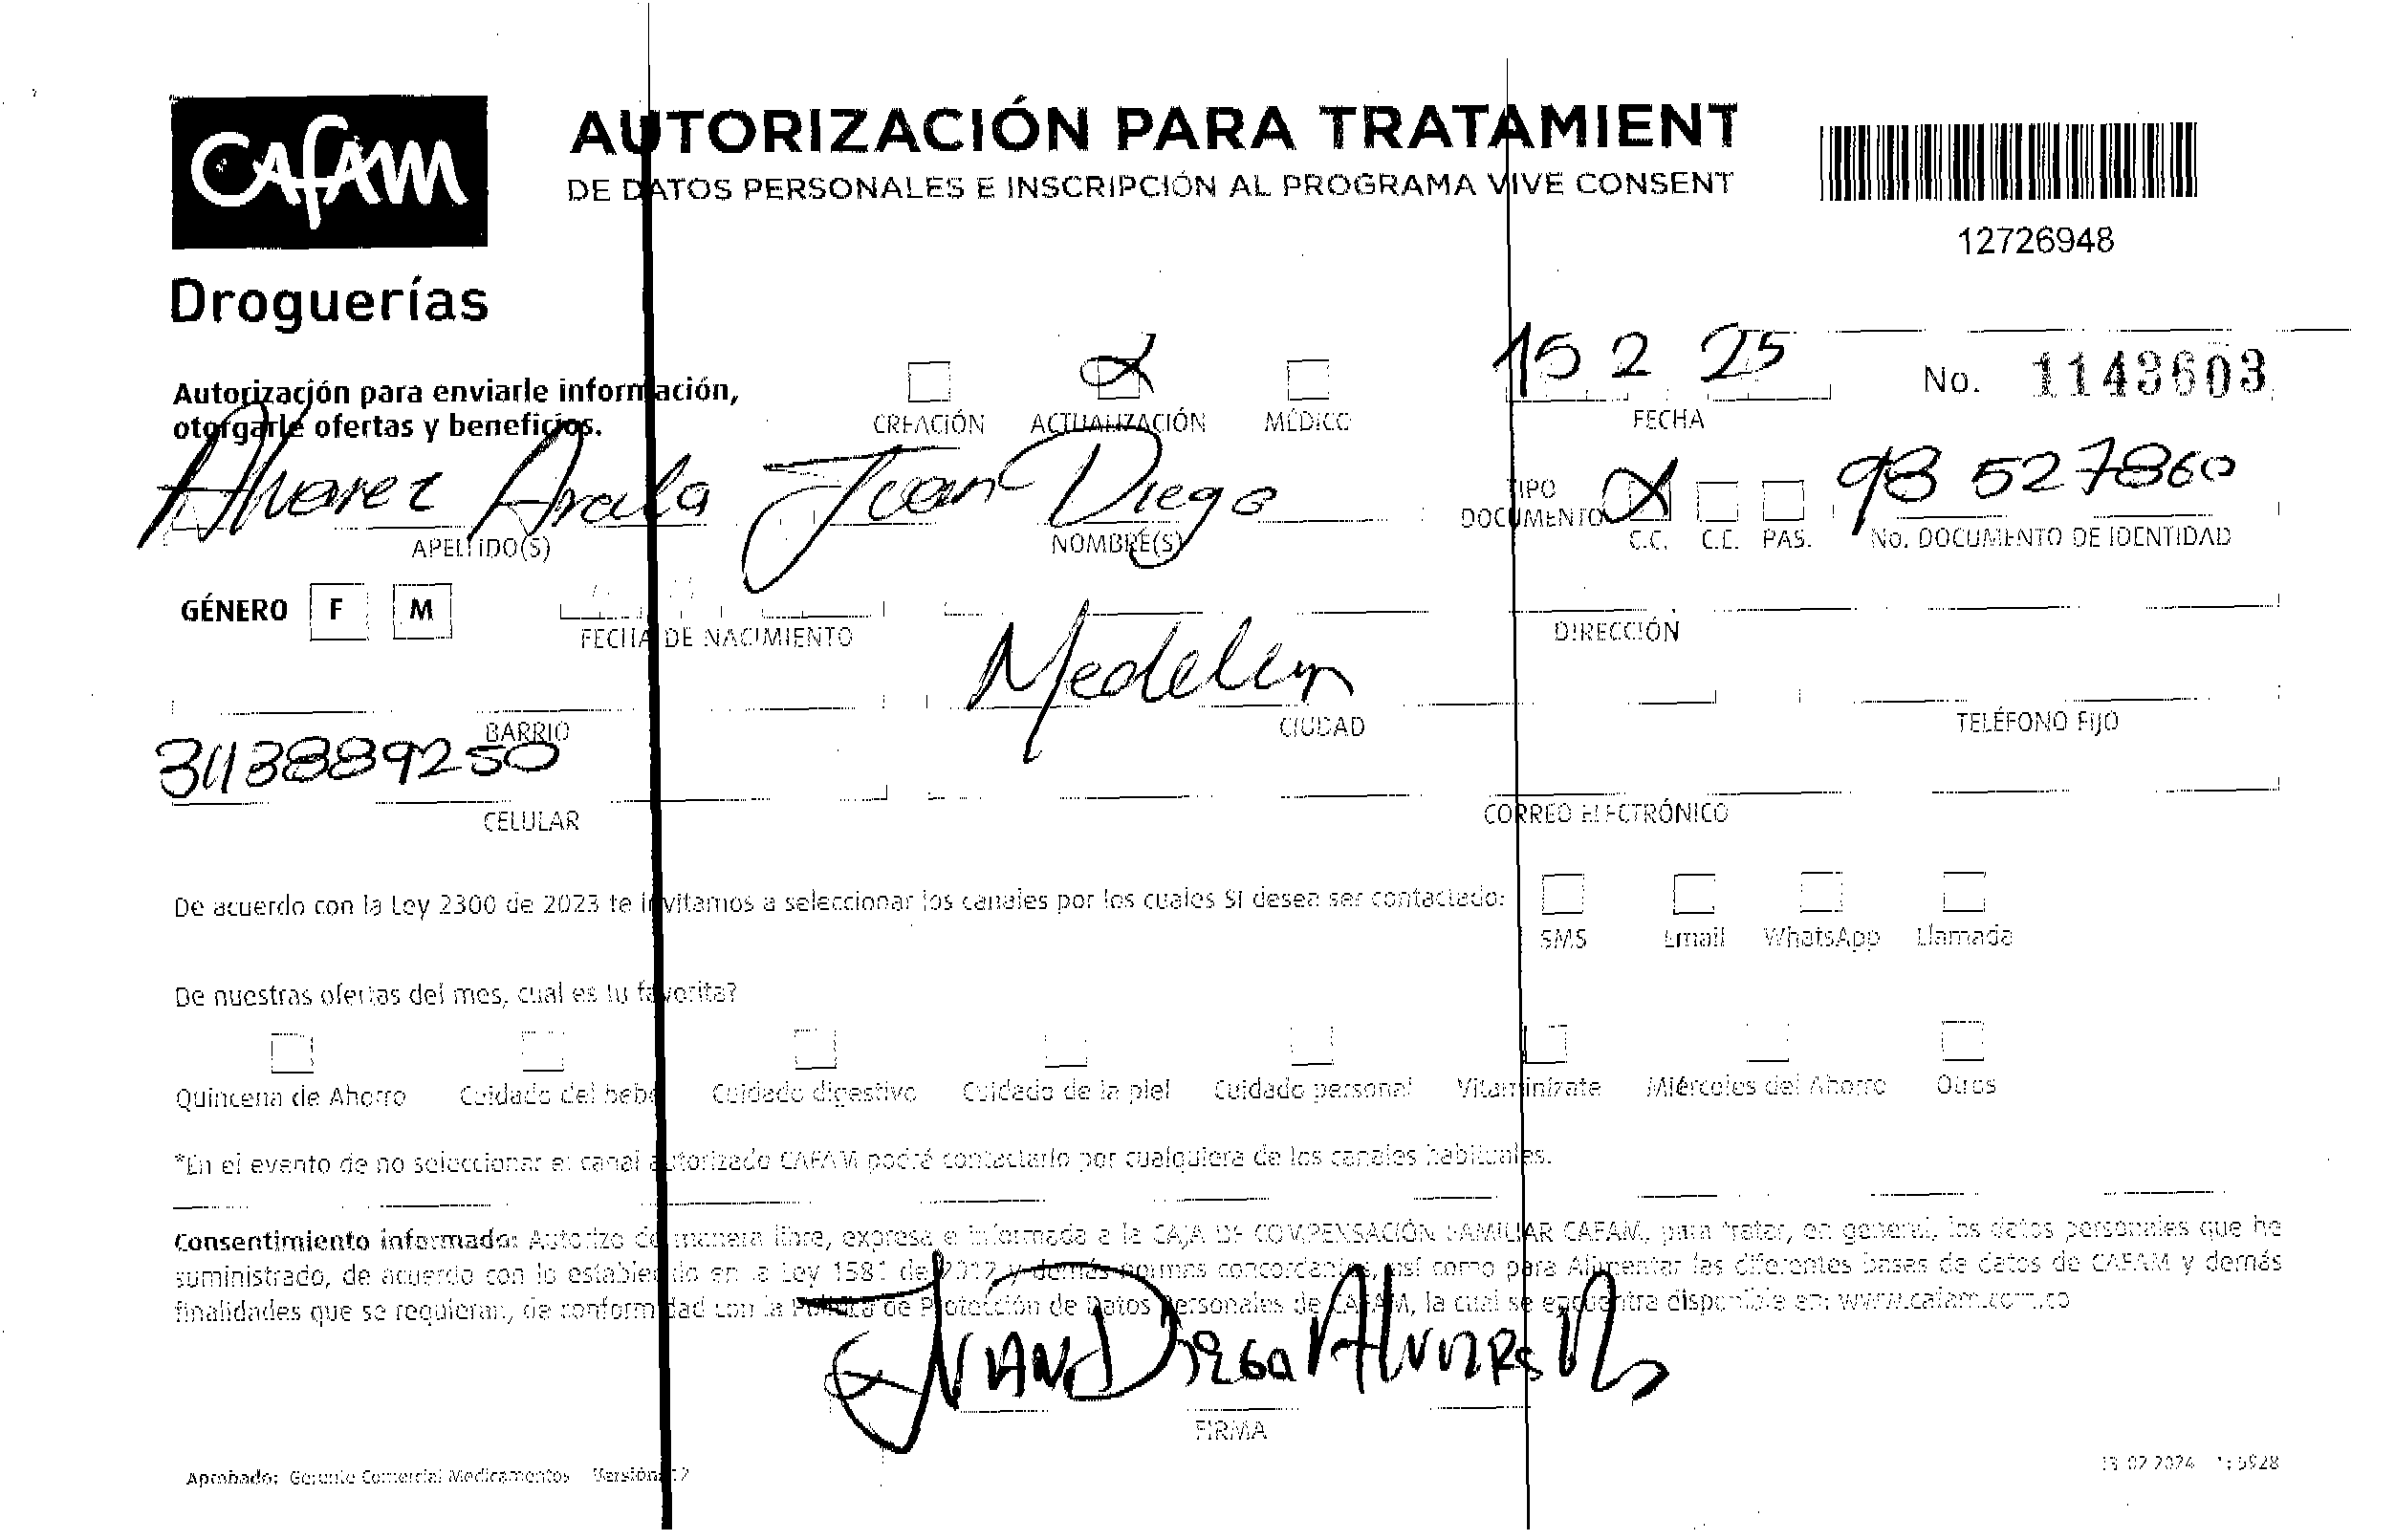 CAFAM
Droguerías
AUTORIZACIÓN PARA TRATAMIENT
DE DATOS PERSONALES E INSCRIPCIÓN AL PROGRAMA VIVE CONSENT
12726948
Autorización para enviarle información,
otorgarle ofertas y beneficios.
CREACIÓN ACTUALIZACIÓN MÉDICO
15 2 25
FECHA
No. 1143603
Alvarez Juan Diego
APELLIDO(S) NOMBRE(S)
TIPO DOCUMENTO C.C. C.E. PAS.
98 527860
No. DOCUMENTO DE IDENTIDAD
GÉNERO F M
FECHA DE NACIMIENTO DIRECCIÓN
Medellin
BARRIO CIUDAD TELÉFONO FIJO
3113889250
CELULAR CORREO ELECTRÓNICO
De acuerdo con la Ley 2300 de 2023 te invitamos a seleccionar los canales por los cuales SI desea ser contactado:
SMS Email WhatsApp Llamada
De nuestras ofertas del mes, cual es tu favorita?
Quincena de Ahorro Cuidado del bebé Cuidado digestivo Cuidado de la piel Cuidado personal Vitaminízate Miércoles del Ahorro Otros
*En el evento de no seleccionar el canal autorizado CAFAM podrá contactarlo por cualquiera de los canales habituales.
Consentimiento informado: Autorizo de manera libre, expresa e informada a la CAJA DE COMPENSACIÓN FAMILIAR CAFAM, para tratar, en general, los datos personales que he
suministrado, de acuerdo con lo establecido en la Ley 1581 de 2012 y demás normas concordantes, así como para Alimentar las diferentes bases de datos de CAFAM y demás
finalidades que se requieran, de conformidad con la Política de Protección de Datos Personales de CAFAM, la cual se encuentra disponible en: www.cafam.com.co
JUAN Diego Alvarez
FIRMA
Aprobado: Gerente Comercial Medicamentos Versión: 12
13 02 2024